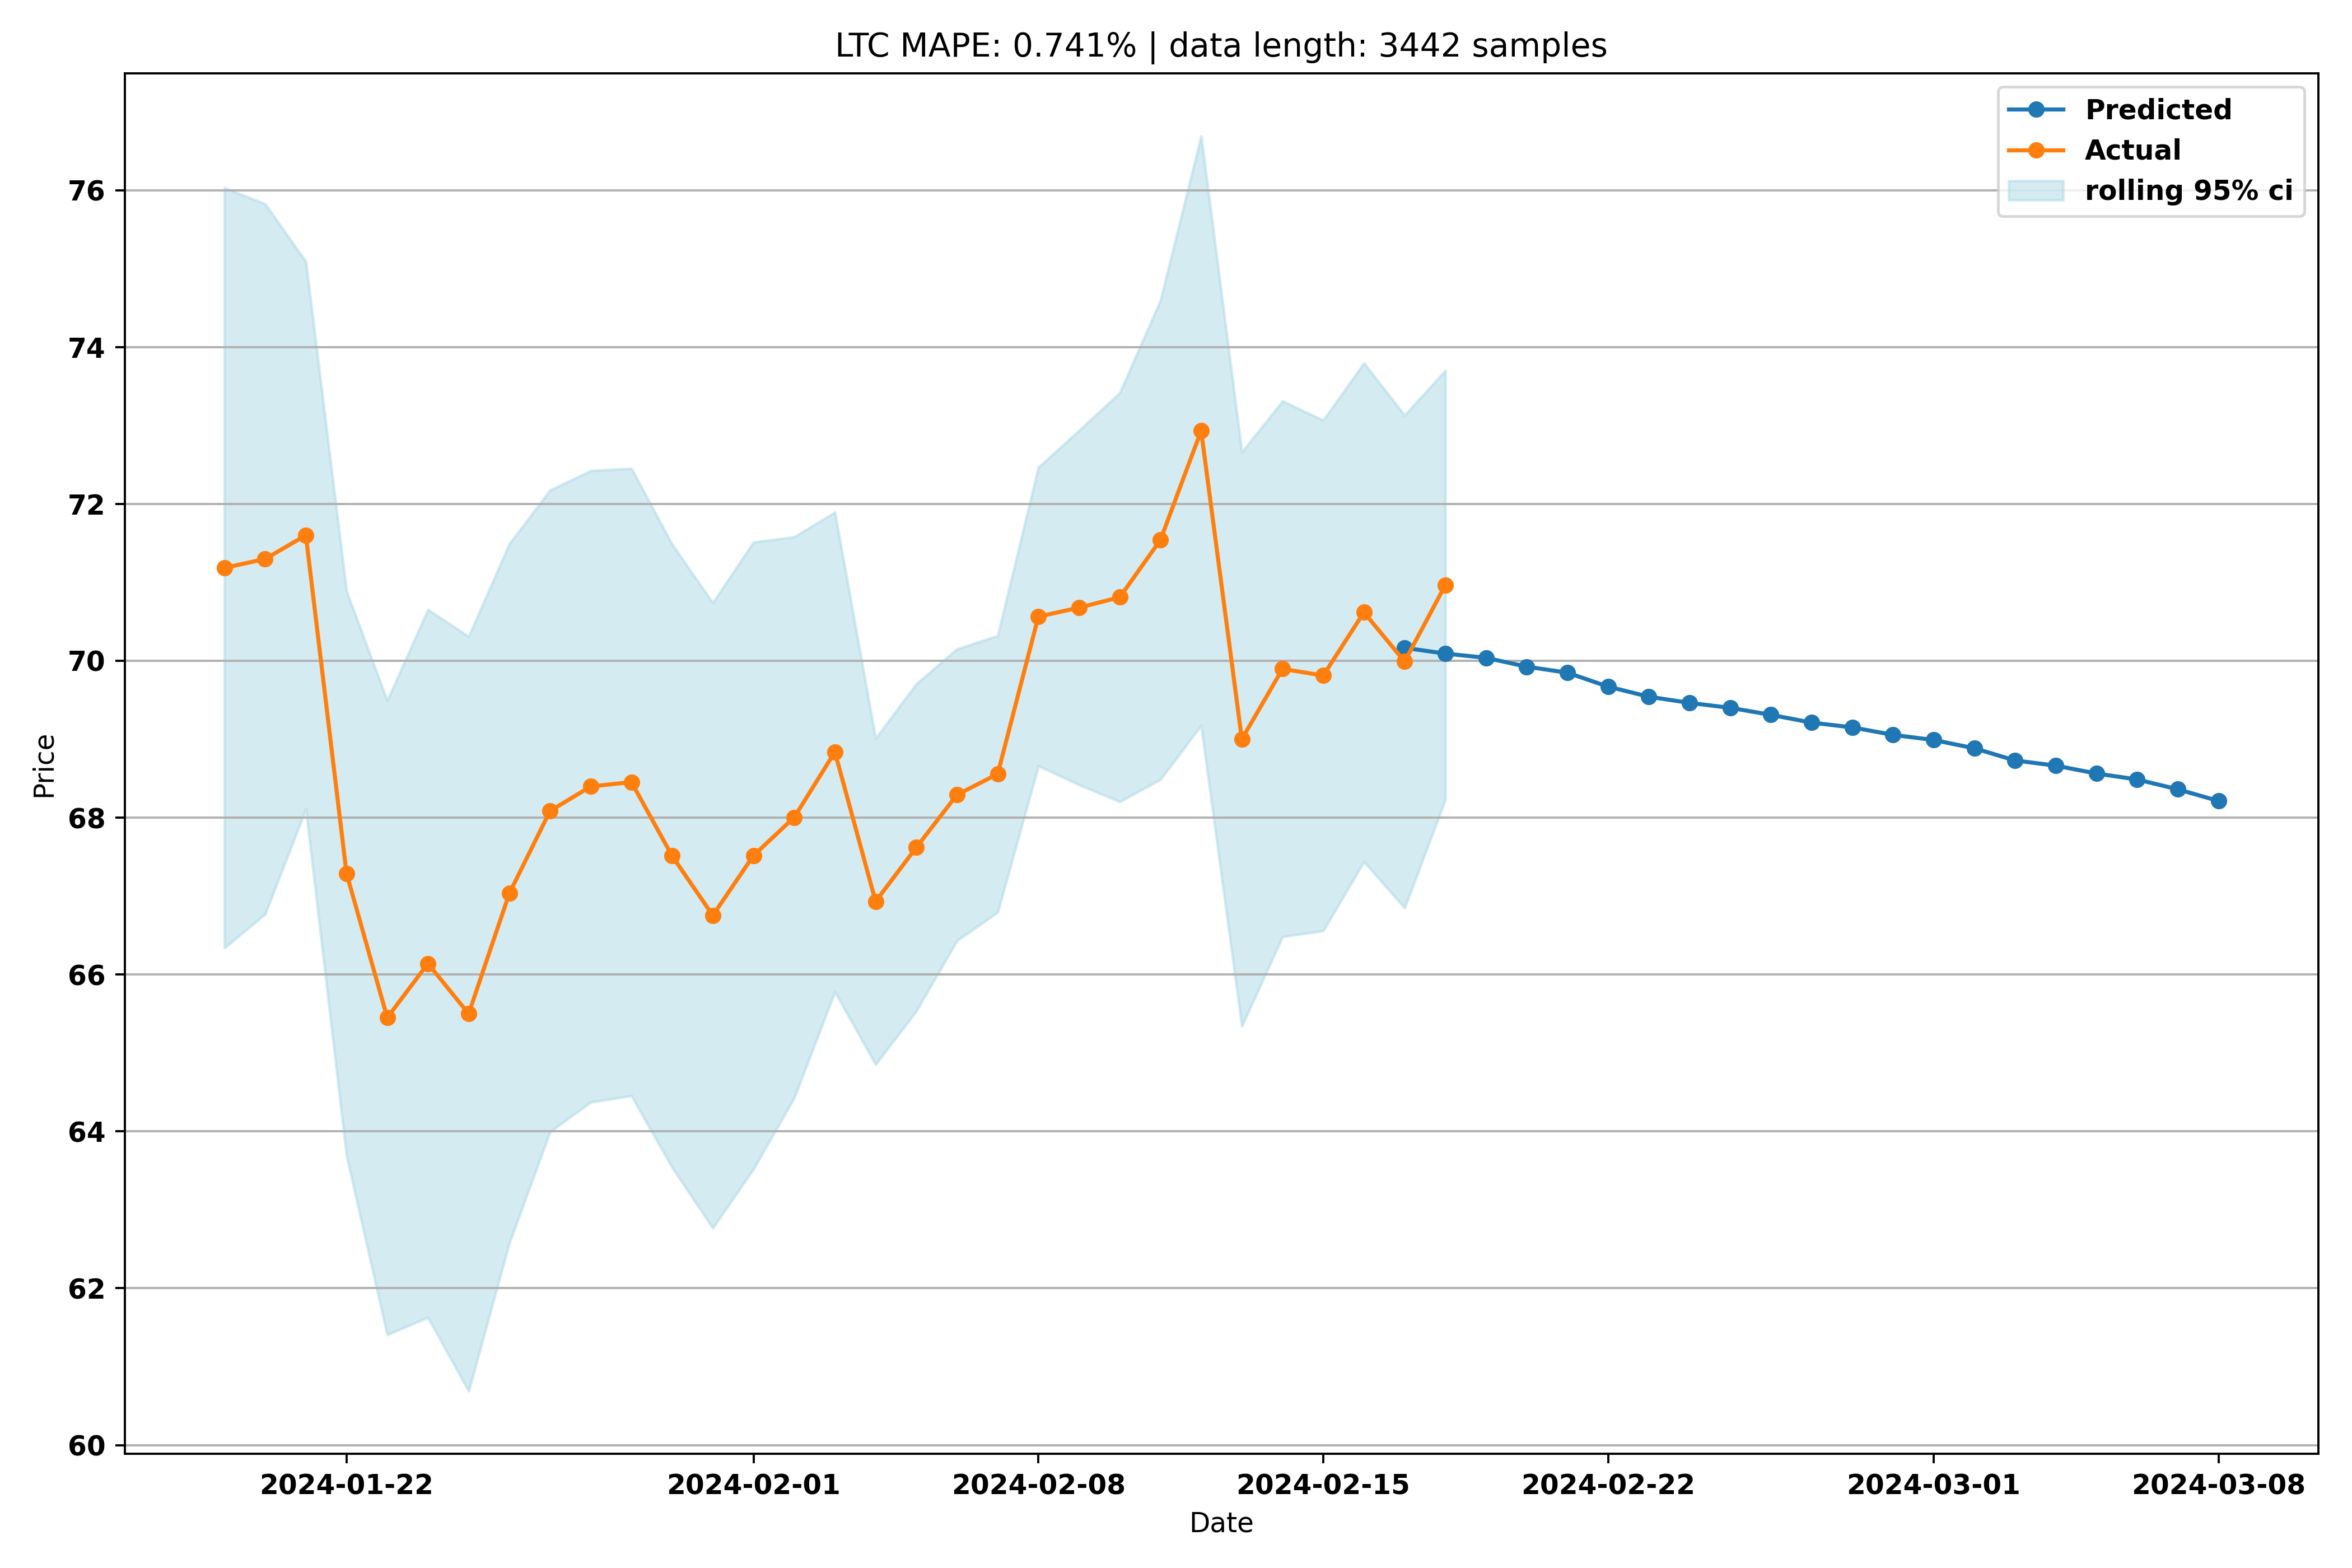 LTC MAPE: 0.741% | data length: 3442 samples
Predicted
Actual
rolling 95% ci
76
74
72
70
68
66
64
62
60
Price
2024-01-22 2024-02-01 2024-02-08 2024-02-15 2024-02-22 2024-03-01 2024-03-08
Date